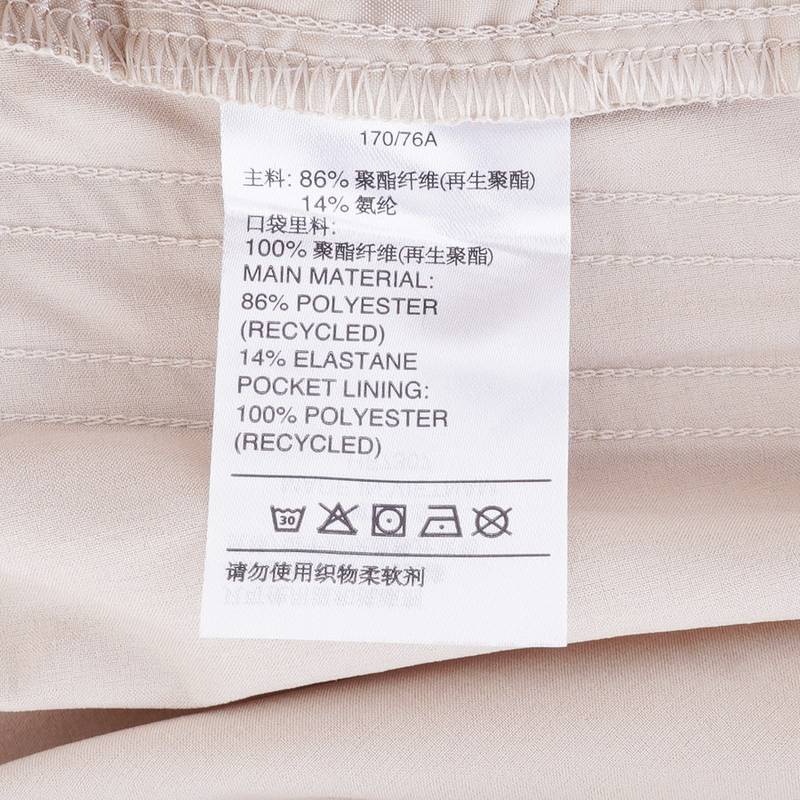 170/76A
主料: 86% 聚酯纤维(再生聚酯)
14% 氨纶
口袋里料:
100% 聚酯纤维(再生聚酯)
MAIN MATERIAL:
86% POLYESTER
(RECYCLED)
14% ELASTANE
POCKET LINING:
100% POLYESTER
(RECYCLED)
30
请勿使用织物柔软剂